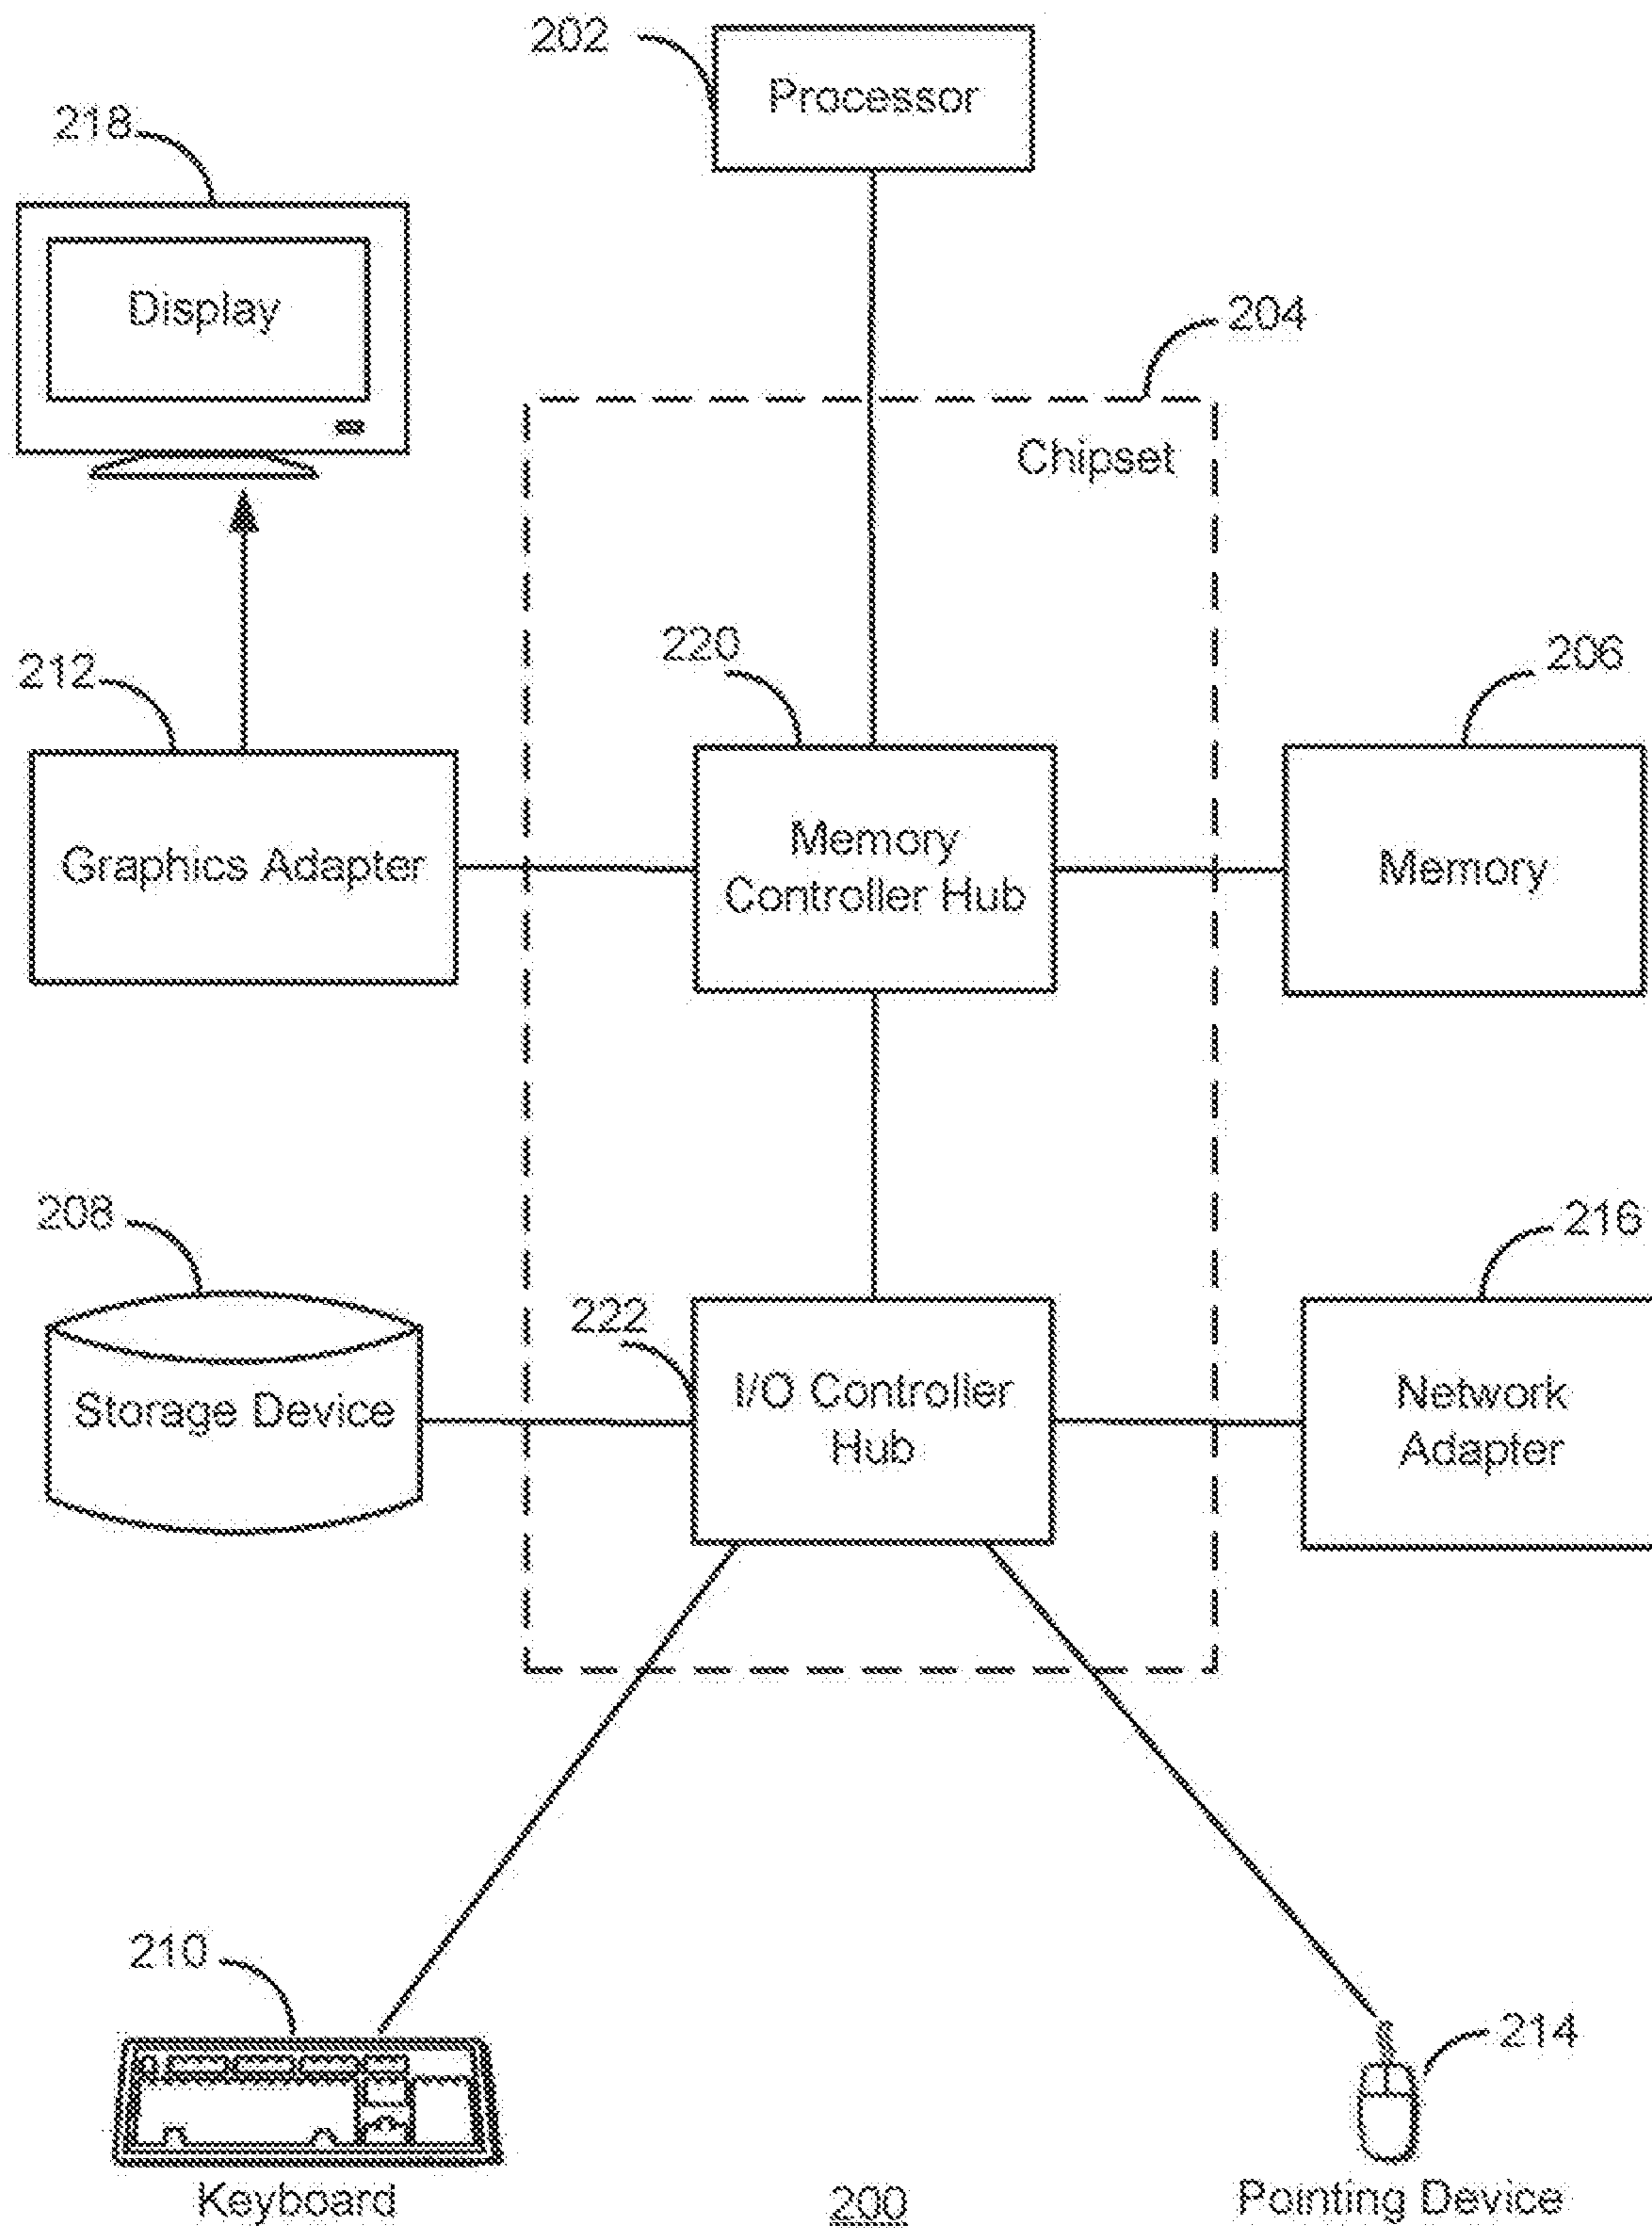 202
Processor
218
Display
204
Chipset
220
206
212
Memory
Controller Hub
Graphics Adapter
Memory
208
216
222
I/O Controller
Hub
Storage Device
Network
Adapter
210
214
Keyboard
200
Pointing Device